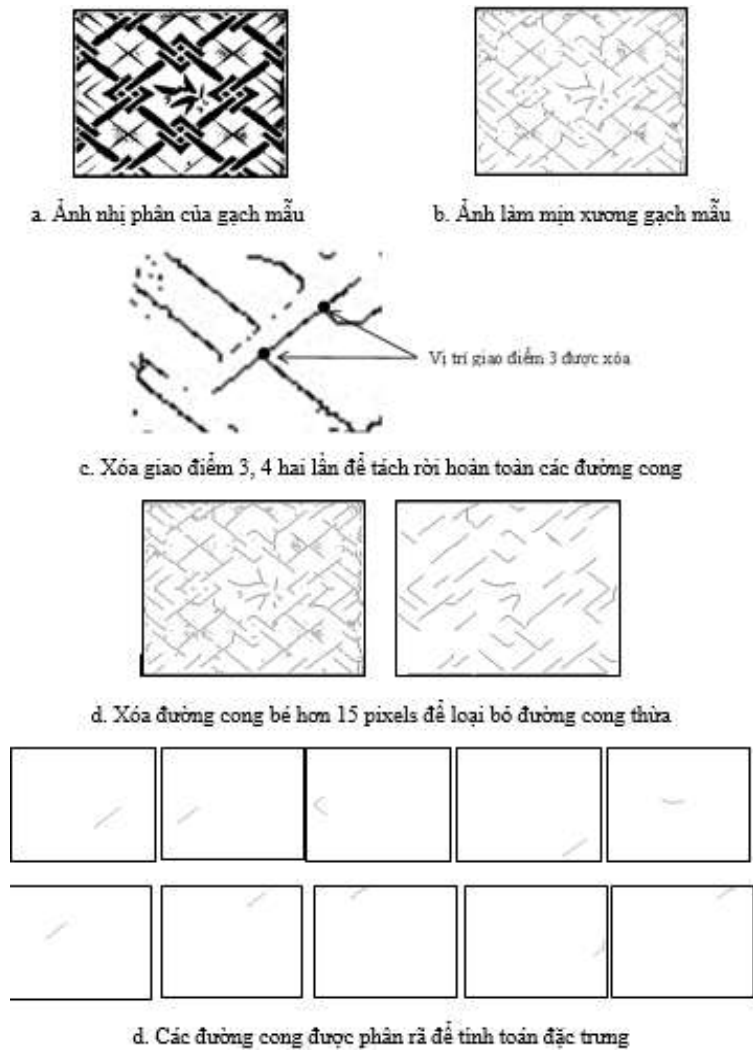 a. Ảnh nhị phân của gạch mẫu
b. Ảnh làm mịn xương gạch mẫu
Vị trí giao điểm 3 được xóa
c. Xóa giao điểm 3, 4 hai lần để tách rời hoàn toàn các đường cong
d. Xóa đường cong bé hơn 15 pixels để loại bỏ đường cong thừa
d. Các đường cong được phân rã để tính toán đặc trưng